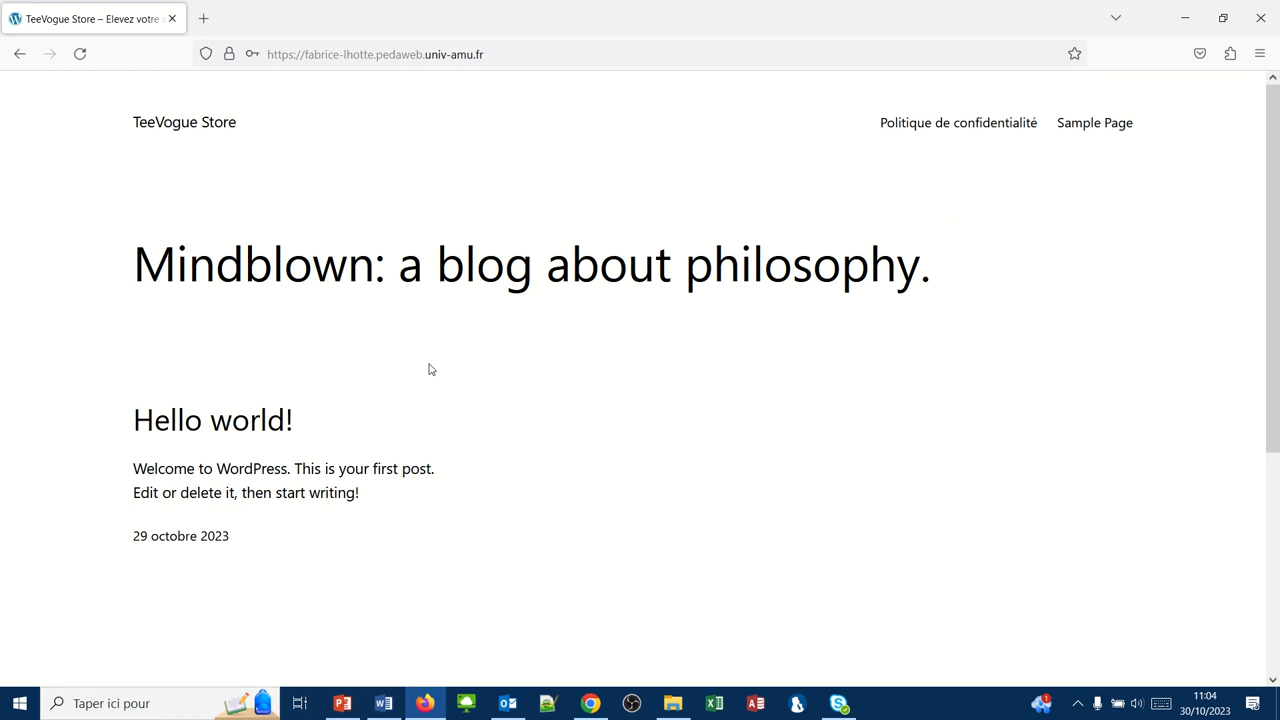 TeeVogue Store – Elevez votre s
https://fabrice-lhotte.pedaweb.univ-amu.fr
TeeVogue Store
Politique de confidentialité
Sample Page
Mindblown: a blog about philosophy.
Hello world!
Welcome to WordPress. This is your first post.
Edit or delete it, then start writing!
29 octobre 2023
Taper ici pour
11:04
30/10/2023